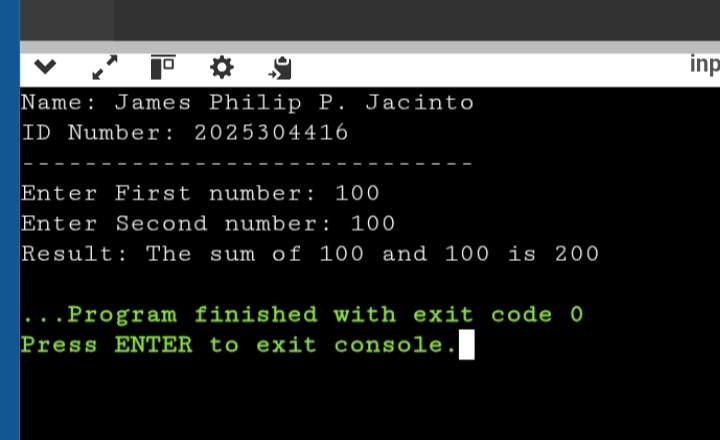 inp
Name: James Philip P. Jacinto
ID Number: 2025304416
-----------------------------
Enter First number: 100
Enter Second number: 100
Result: The sum of 100 and 100 is 200
...Program finished with exit code 0
Press ENTER to exit console.